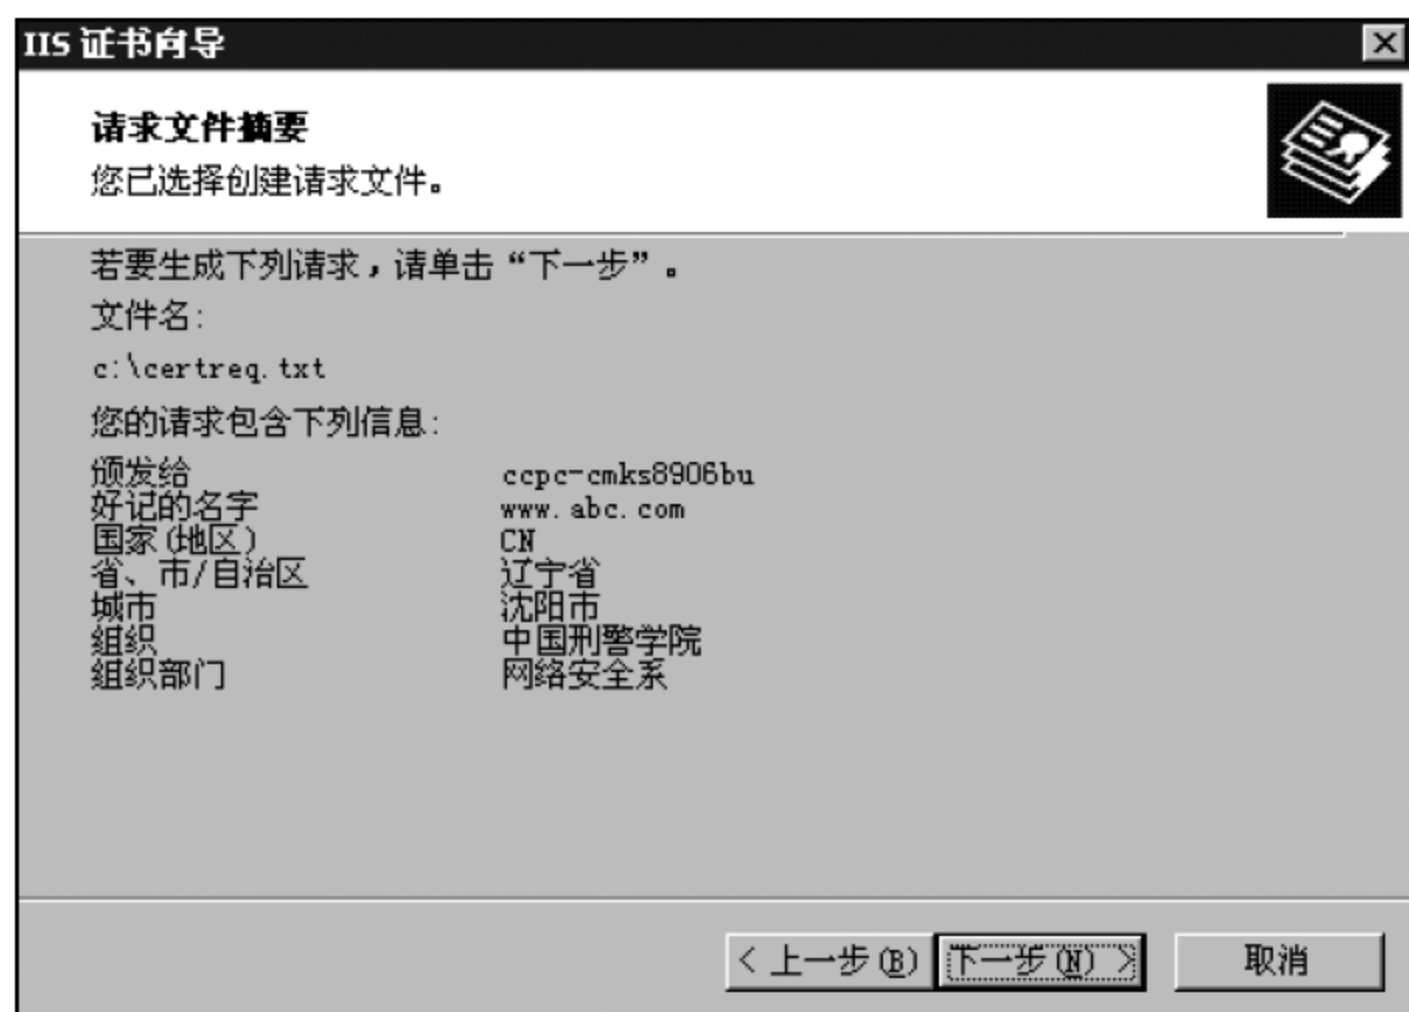 IIS 证书向导
请求文件摘要
您已选择创建请求文件。
若要生成下列请求，请单击“下一步”。
文件名:
c:\certreq.txt
您的请求包含下列信息:
颁发给 ccpc-cmks8906bu
好记的名字 www.abc.com
国家(地区) CN
省、市/自治区 辽宁省
城市 沈阳市
组织 中国刑警学院
组织部门 网络安全系
< 上一步(B) 下一步(N) > 取消